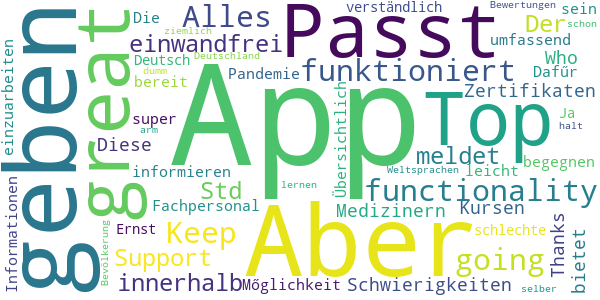 geben
great
App
Aber
Passt
Top
Alles
einwandfrei
funktioniert
functionality
verständlich
Der
sein
umfassend
Bewertungen
schon
Who
Dafür
Zertifikaten
Ja
halt
begegnen
leicht
meldet
Weltsprachen
Medizinern
Kursen
Thanks
bietet
schlechte
going
Schwierigkeiten
selber
Die
ziemlich
Deutsch
Deutschland
dumm
bereit
Pandemie
super
arm
Diese
informieren
Std
lernen
Übersichtlich
Fachpersonal
Ernst
Keep
Support
innerhalb
Möglichkeit
einzuarbeiten
Informationen
Bevölkerung